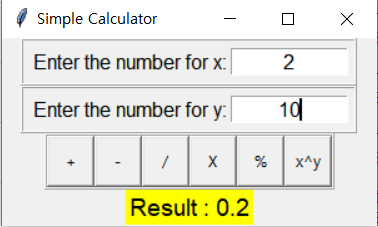 Simple Calculator
Enter the number for x: 2
Enter the number for y: 10
+ - / X % x^y
Result : 0.2